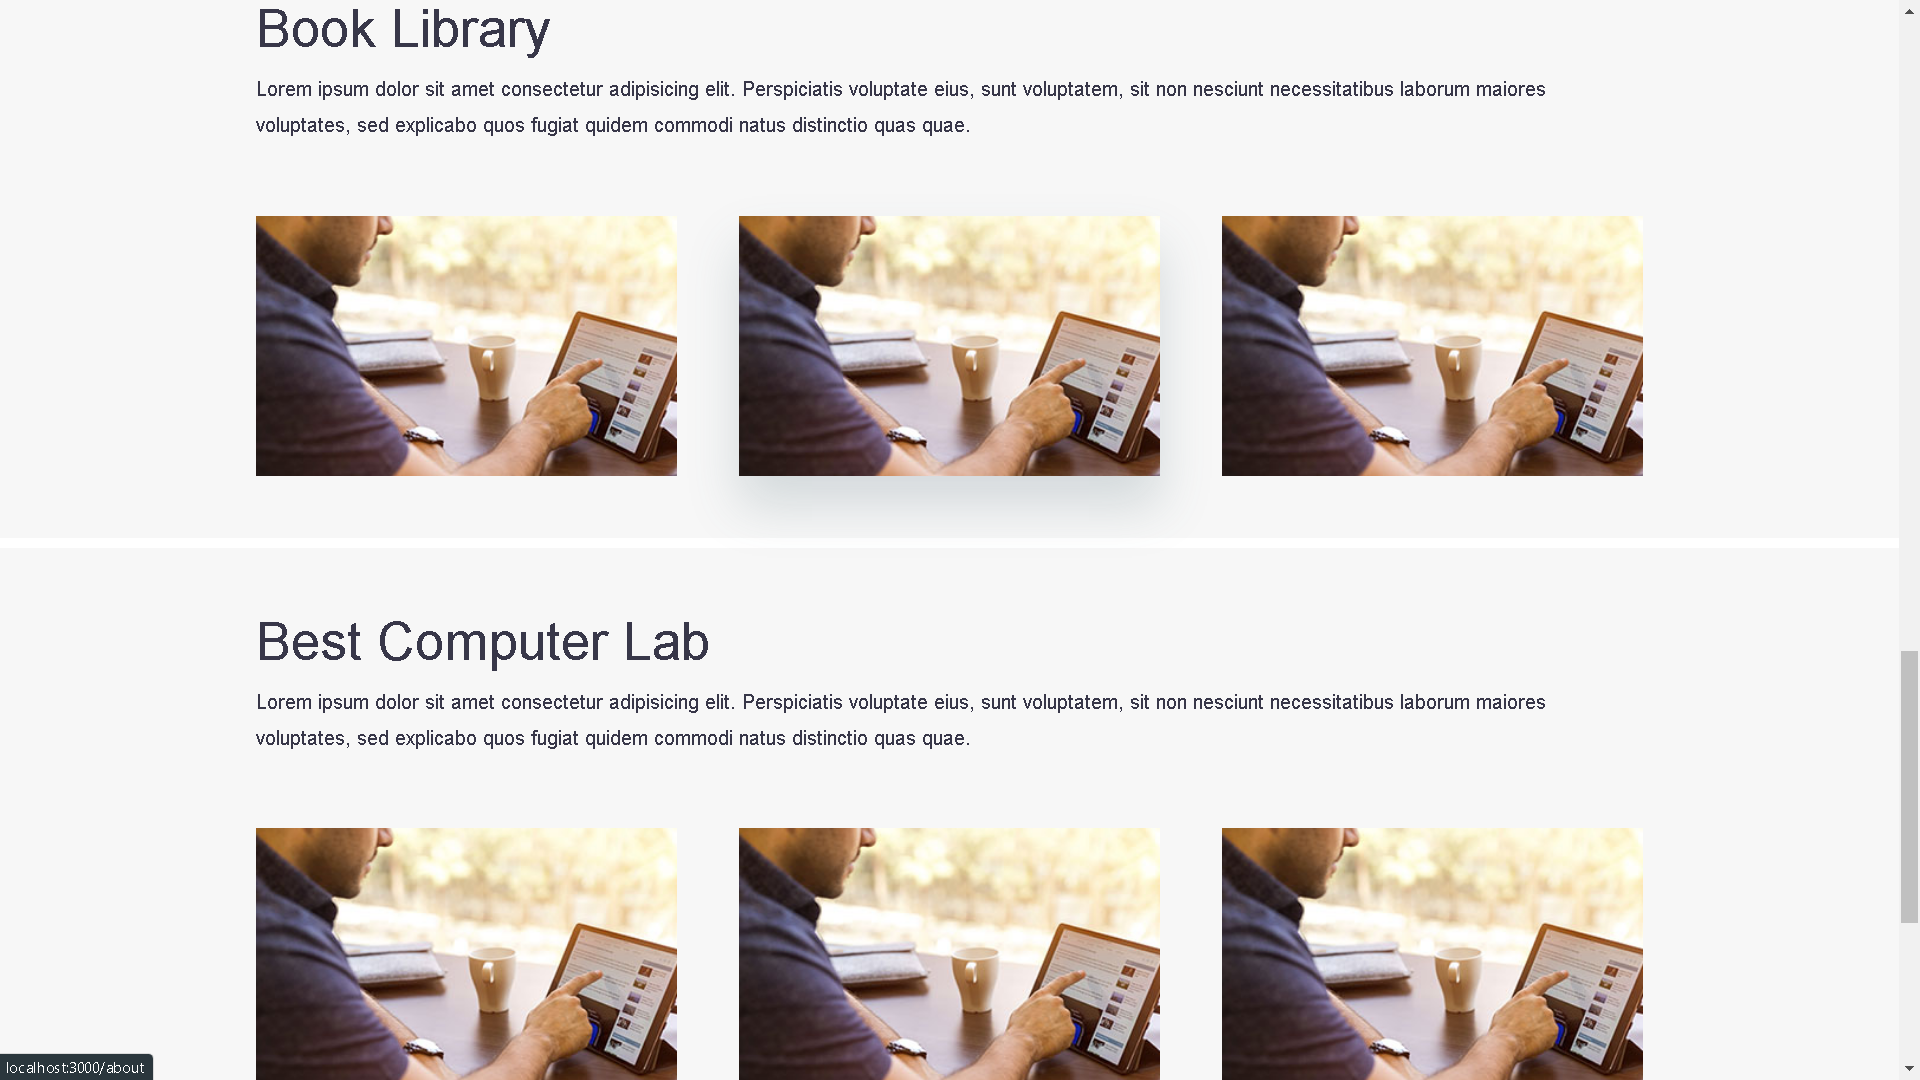 Book Library
Lorem ipsum dolor sit amet consectetur adipisicing elit. Perspiciatis voluptate eius, sunt voluptatem, sit non nesciunt necessitatibus laborum maiores
voluptates, sed explicabo quos fugiat quidem commodi natus distinctio quas quae.
Best Computer Lab
Lorem ipsum dolor sit amet consectetur adipisicing elit. Perspiciatis voluptate eius, sunt voluptatem, sit non nesciunt necessitatibus laborum maiores
voluptates, sed explicabo quos fugiat quidem commodi natus distinctio quas quae.
localhost:3000/about